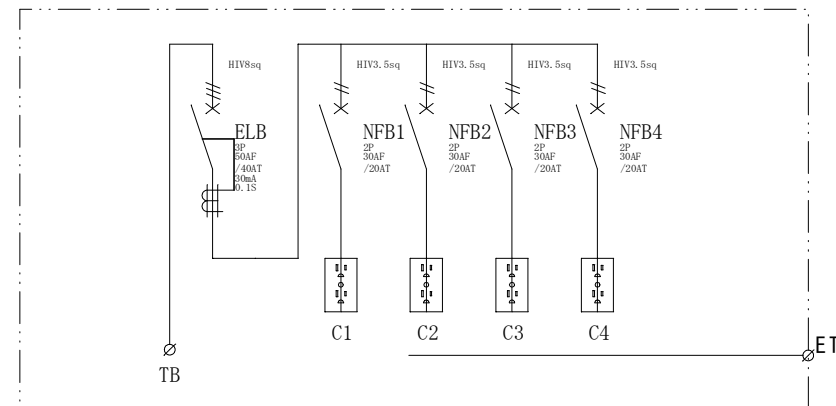 HIV8sq
HIV3.5sq
HIV3.5sq
HIV3.5sq
HIV3.5sq
ELB
3P
50AF
/40AT
30mA
0.1S
NFB1
2P
30AF
/20AT
NFB2
2P
30AF
/20AT
NFB3
2P
30AF
/20AT
NFB4
2P
30AF
/20AT
C1
C2
C3
C4
TB
ET